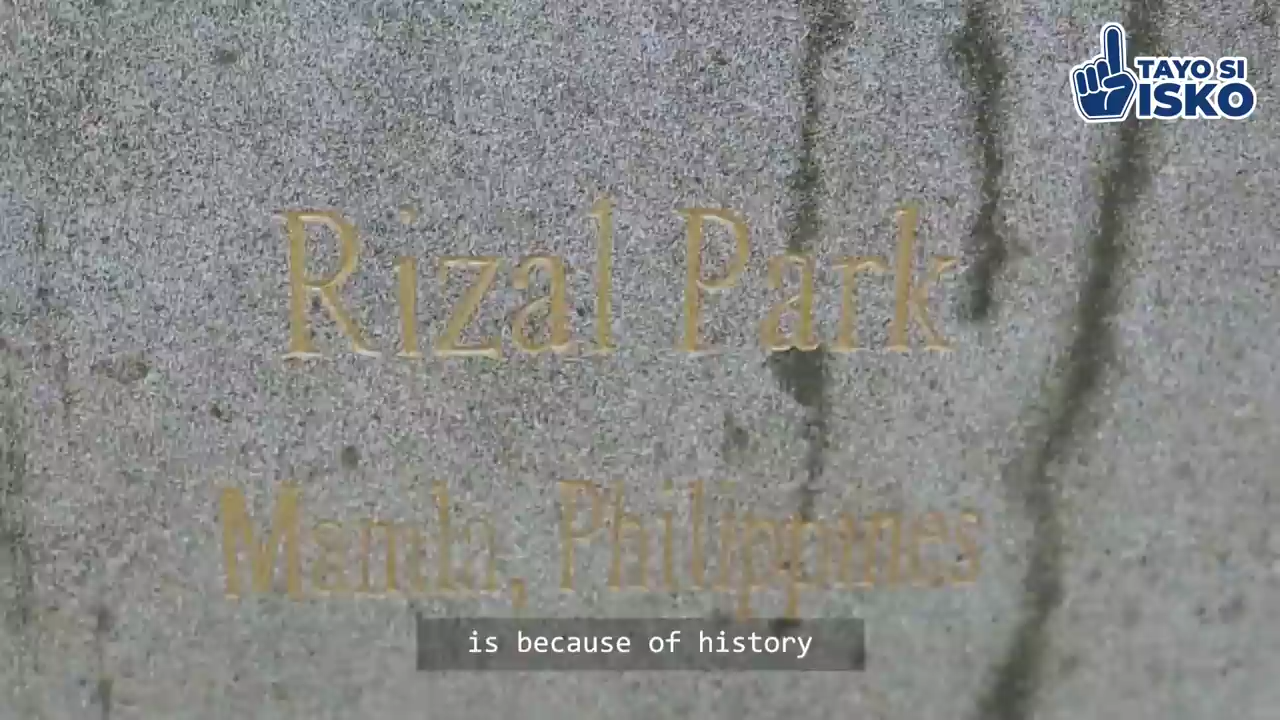 TAYO SI
ISKO
Rizal Park
Manila, Philippines
is because of history